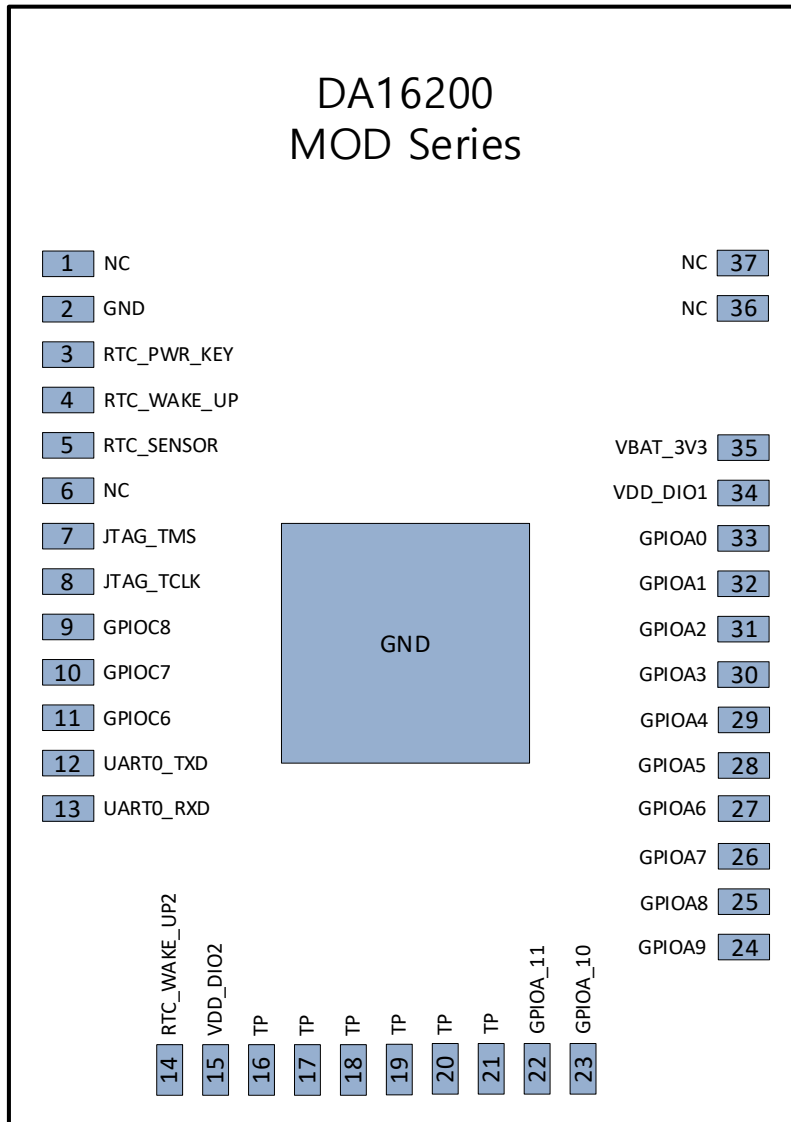 DA16200
MOD Series
1 NC
2 GND
3 RTC_PWR_KEY
4 RTC_WAKE_UP
5 RTC_SENSOR
6 NC
7 JTAG_TMS
8 JTAG_TCLK
9 GPIOC8
10 GPIOC7
11 GPIOC6
12 UART0_TXD
13 UART0_RXD
GND
NC 37
NC 36
VBAT_3V3 35
VDD_DIO1 34
GPIOA0 33
GPIOA1 32
GPIOA2 31
GPIOA3 30
GPIOA4 29
GPIOA5 28
GPIOA6 27
GPIOA7 26
GPIOA8 25
GPIOA9 24
14 RTC_WAKE_UP2
15 VDD_DIO2
16 TP
17 TP
18 TP
19 TP
20 TP
21 TP
22 GPIOA_11
23 GPIOA_10